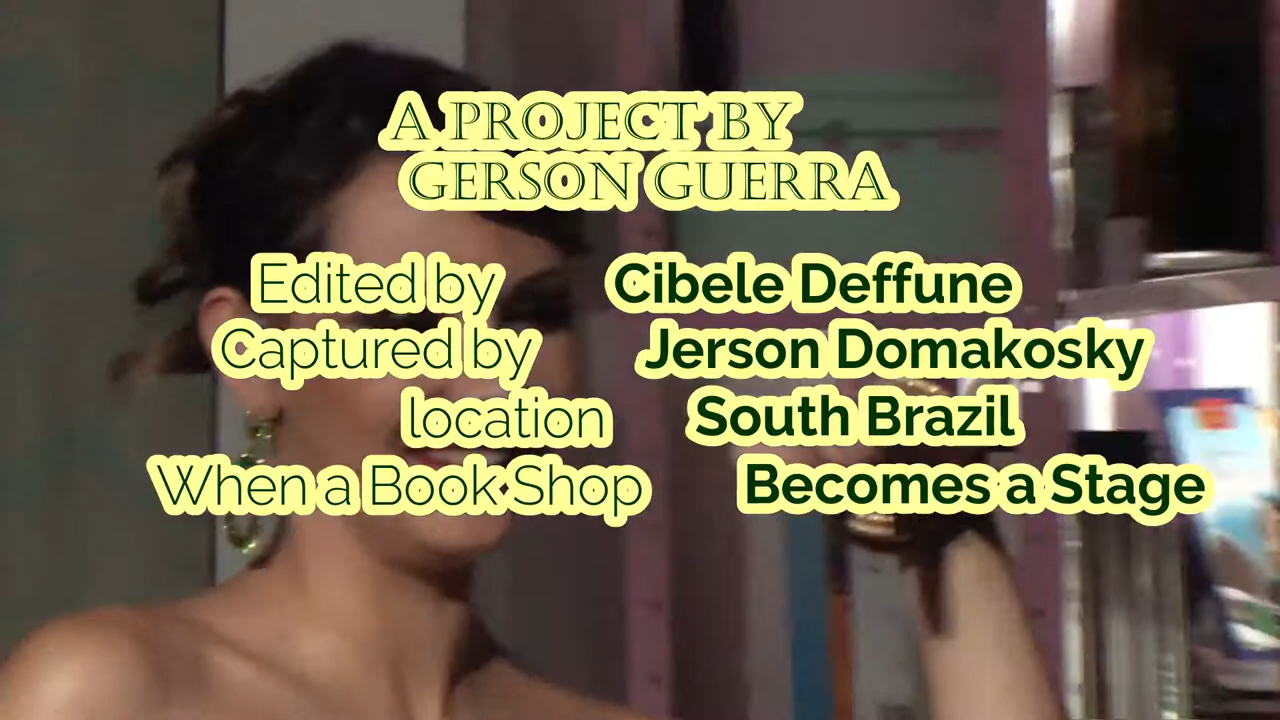 A PROJECT BY
GERSON GUERRA
Edited by Cibele Deffune
Captured by Jerson Domakosky
location South Brazil
When a Book Shop Becomes a Stage